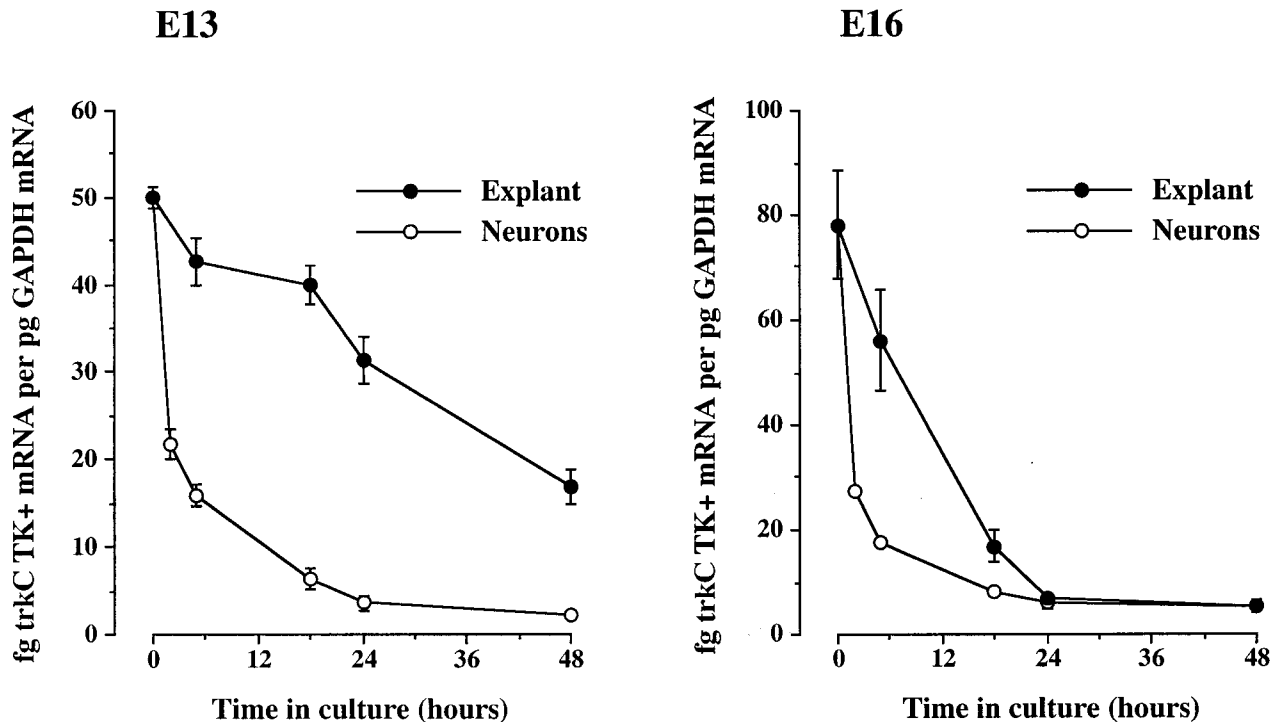 E13
fg trkC TK+ mRNA per pg GAPDH mRNA
60
50
40
30
20
10
0
Explant
Neurons
0 12 24 36 48
Time in culture (hours)
E16
fg trkC TK+ mRNA per pg GAPDH mRNA
100
80
60
40
20
0
Explant
Neurons
0 12 24 36 48
Time in culture (hours)